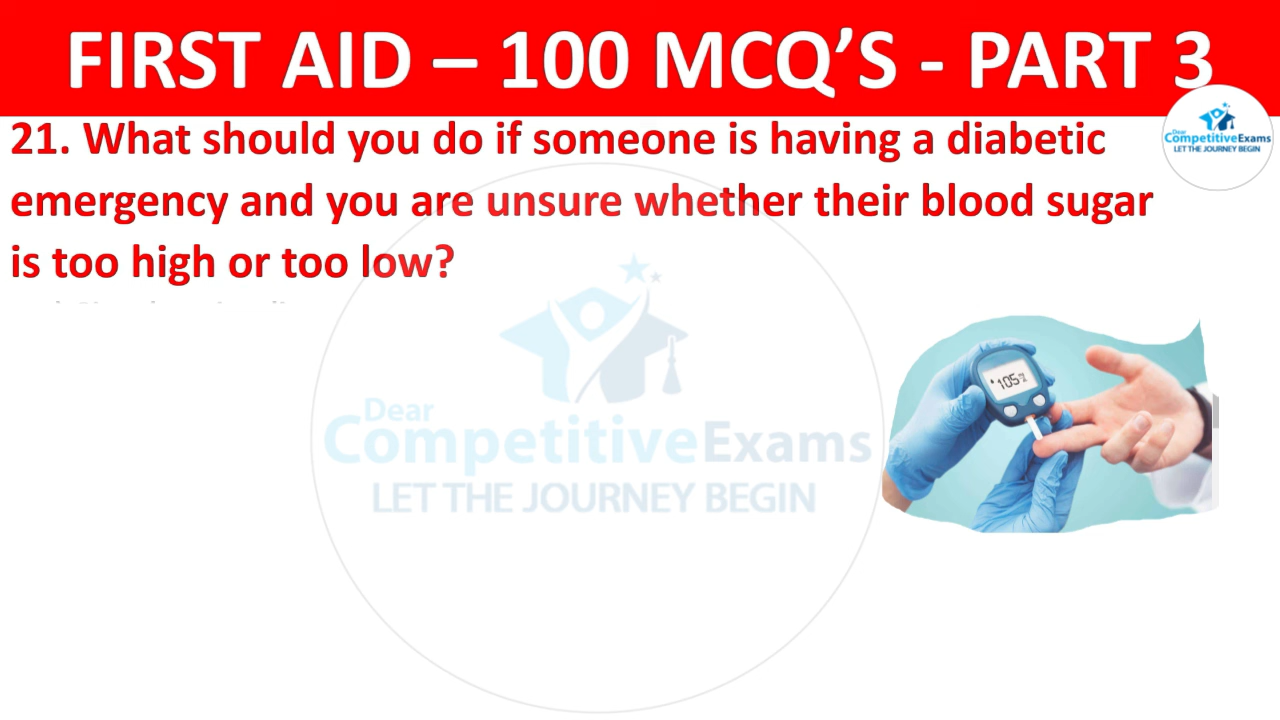 FIRST AID – 100 MCQ’S - PART 3
Dear
CompetitiveExams
LET THE JOURNEY BEGIN
21. What should you do if someone is having a diabetic
emergency and you are unsure whether their blood sugar
is too high or too low?
105
Dear
CompetitiveExams
LET THE JOURNEY BEGIN